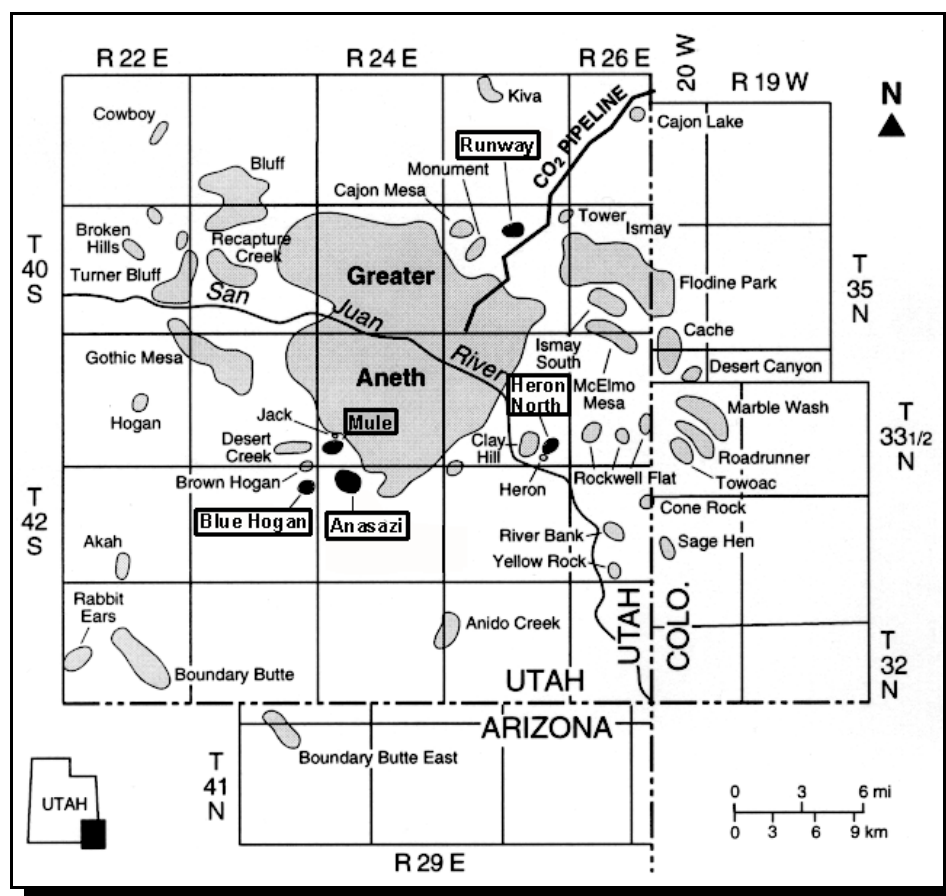 R 22 E
R 24 E
R 26 E
20 W
R 19 W
N
Kiva
Cowboy
Cajon Lake
CO₂ PIPELINE
Runway
Monument
Bluff
Cajon Mesa
Tower
Ismay
Broken
Hills
Recapture
Creek
T
40
S
Greater
T
35
N
Turner Bluff
San
Flodine Park
Juan
Cache
Ismay
South
River
Gothic Mesa
Desert Canyon
Aneth
Heron
North
McElmo
Mesa
Marble Wash
T
33 1/2
N
Hogan
Jack
Mule
Desert
Creek
Clay
Hill
Roadrunner
Brown Hogan
Heron
Rockwell Flat
Towoac
T
42
S
Blue Hogan
Anasazi
Cone Rock
River Bank
Sage Hen
Akah
Yellow Rock
UTAH
COLO.
Rabbit
Ears
Anido Creek
T
32
N
Boundary Butte
UTAH
ARIZONA
Boundary Butte East
T
41
N
UTAH
0 3 6 mi
0 3 6 9 km
R 29 E